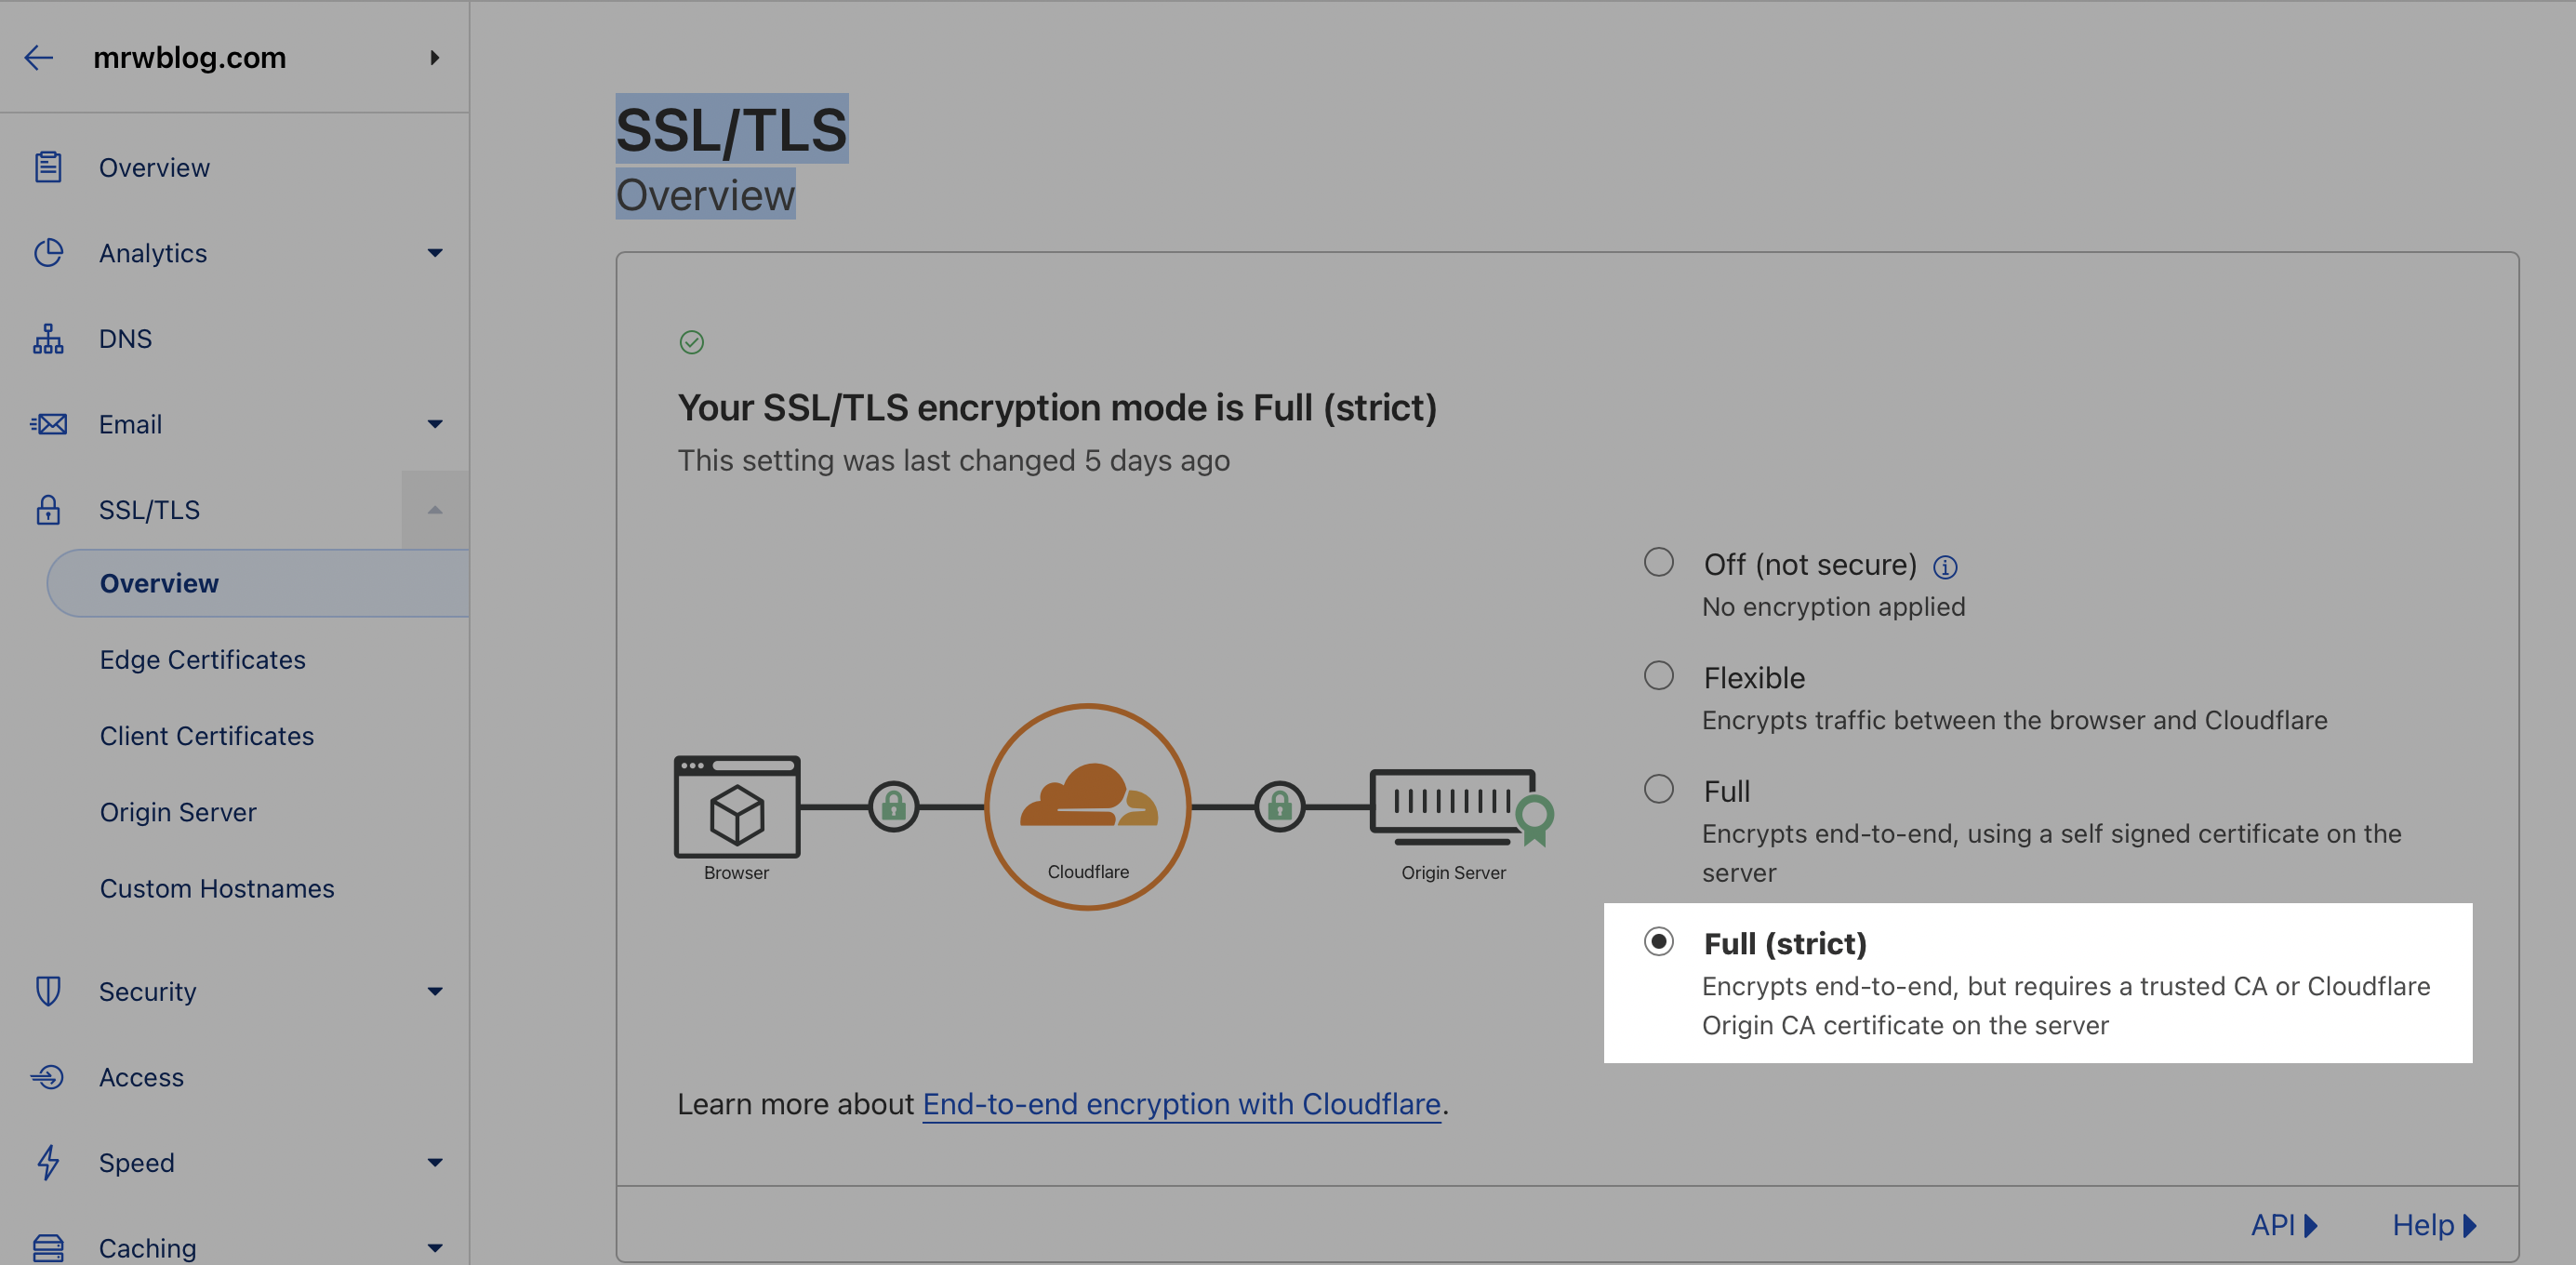 mrwblog.com
Overview
Analytics
DNS
Email
SSL/TLS
Overview
Edge Certificates
Client Certificates
Origin Server
Custom Hostnames
Security
Access
Speed
Caching
SSL/TLS
Overview
Your SSL/TLS encryption mode is Full (strict)
This setting was last changed 5 days ago
Browser
Cloudflare
Origin Server
Off (not secure)
No encryption applied
Flexible
Encrypts traffic between the browser and Cloudflare
Full
Encrypts end-to-end, using a self signed certificate on the
server
Full (strict)
Encrypts end-to-end, but requires a trusted CA or Cloudflare
Origin CA certificate on the server
Learn more about End-to-end encryption with Cloudflare.
API
Help